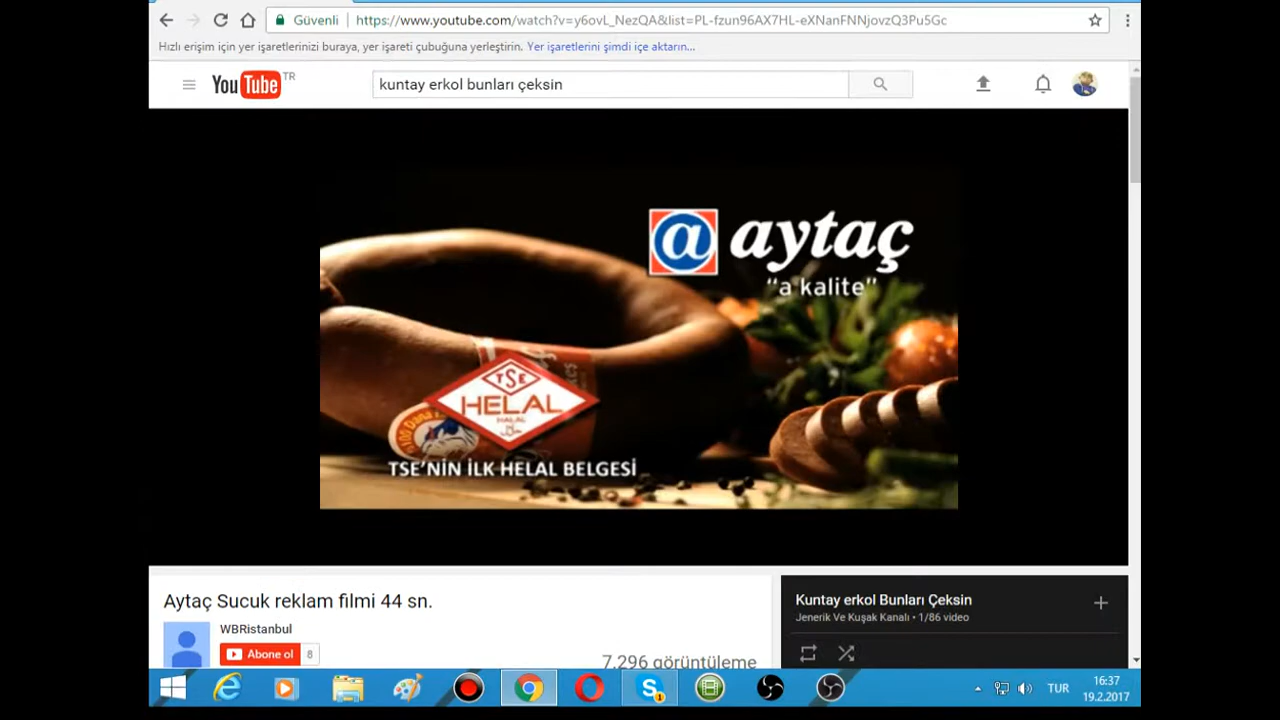 Güvenli
https://www.youtube.com/watch?v=y6ovL_NezQA&list=PL-fzun96AX7HL-eXNanFNNjovzQ3Pu5Gc
Hızlı erişim için yer işaretlerinizi buraya, yer işareti çubuğuna yerleştirin. Yer işaretlerini şimdi içe aktarın...
YouTube TR
kuntay erkol bunları çeksin
@ aytaç
“a kalite”
TSE
HELAL
HALAL
حلال
TSE'NİN İLK HELAL BELGESİ
Aytaç Sucuk reklam filmi 44 sn.
WBRistanbul
Abone ol 8
7.296 görüntüleme
Kuntay erkol Bunları Çeksin
Jenerik Ve Kuşak Kanalı • 1/86 video
TUR
16:37
19.2.2017